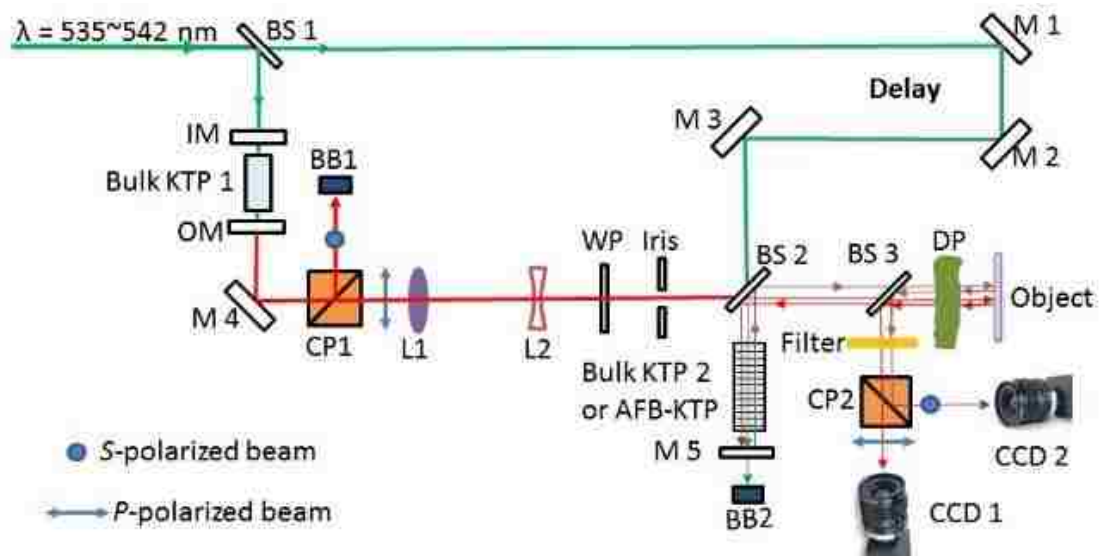 λ = 535~542 nm
BS 1
M 1
Delay
M 3
M 2
IM
BB1
Bulk KTP 1
OM
WP
Iris
BS 2
BS 3
DP
Object
M 4
CP1
L1
L2
Filter
Bulk KTP 2
or AFB-KTP
CP2
M 5
CCD 2
S-polarized beam
P-polarized beam
BB2
CCD 1